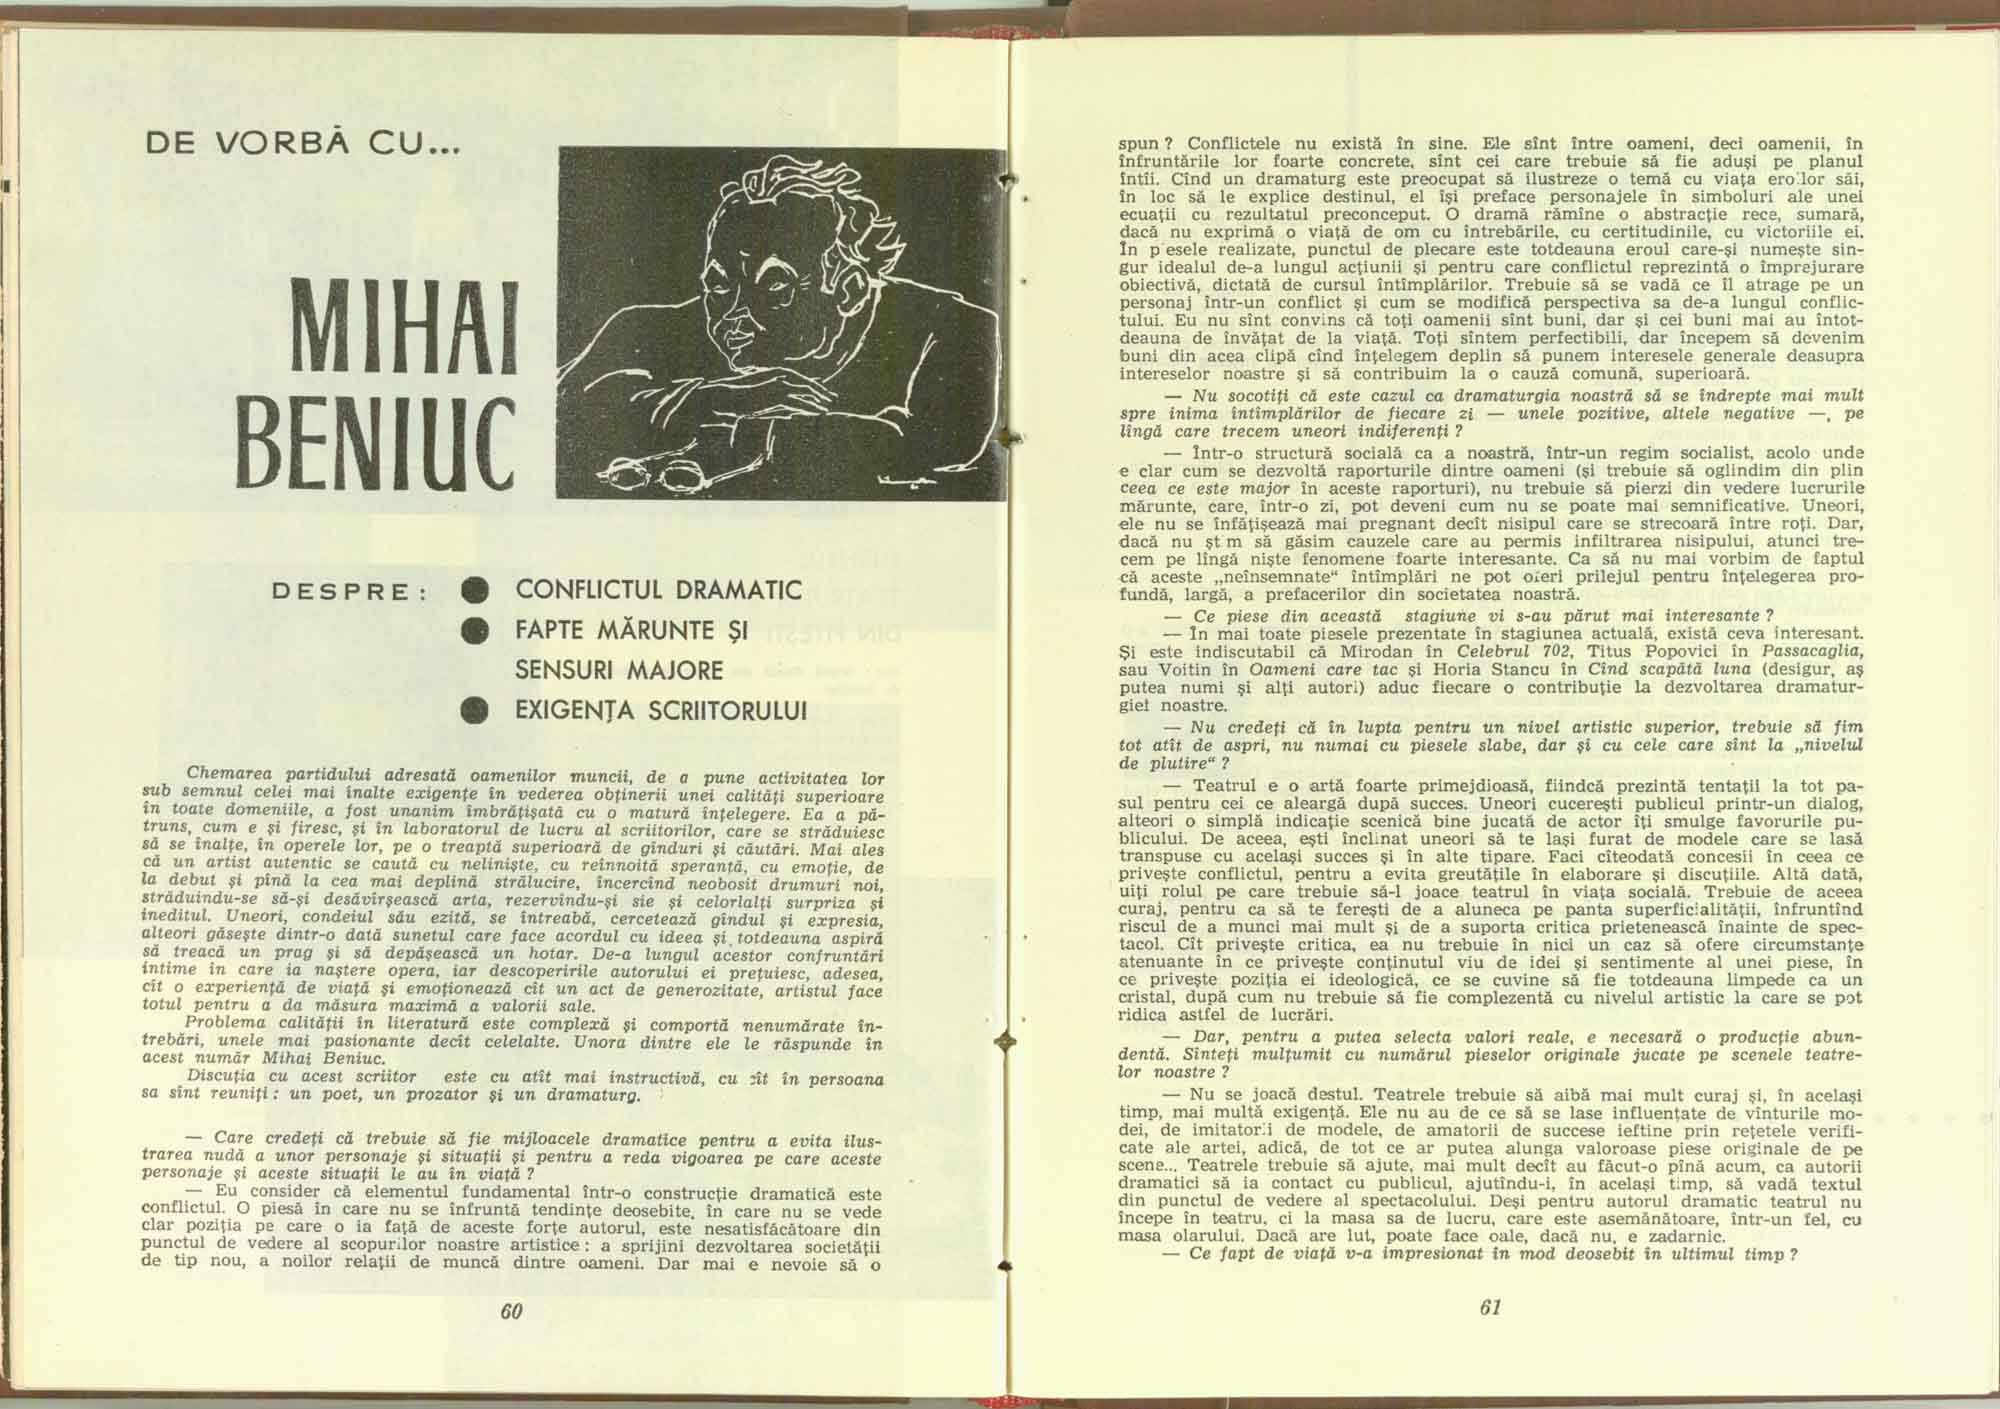 DE VORBĂ CU...
MIHAI
BENIUC
DESPRE : ● CONFLICTUL DRAMATIC
● FAPTE MĂRUNTE ȘI
SENSURI MAJORE
● EXIGENȚA SCRIITORULUI
Chemarea partidului adresată oamenilor muncii, de a pune activitatea lor
sub semnul celei mai înalte exigențe în vederea obținerii unei calități superioare
în toate domeniile, a fost unanim îmbrățișată cu o matură înțelegere. Ea a pă-
truns, cum e și firesc, și în laboratorul de lucru al scriitorilor, care se străduiesc
să se înalțe, în operele lor, pe o treaptă superioară de gînduri și căutări. Mai ales
că un artist autentic se caută cu neliniște, cu reînnoită speranță, cu emoție, de
la debut și pînă la cea mai deplină strălucire, încercînd neobosit drumuri noi,
străduindu-se să-și desăvîrșească arta, rezervîndu-și sie și celorlalți surpriza și
ineditul. Uneori, condeiul său ezită, se întreabă, cercetează gîndul și expresia,
alteori găsește dintr-o dată sunetul care face acordul cu ideea și totdeauna aspiră
să treacă un prag și să depășească un hotar. De-a lungul acestor confruntări
intime în care ia naștere opera, iar descoperirile autorului ei prețuiesc, adesea,
cît o experiență de viață și emoționează cît un act de generozitate, artistul face
totul pentru a da măsura maximă a valorii sale.
Problema calității în literatură este complexă și comportă nenumărate în-
trebări, unele mai pasionante decît celelalte. Unora dintre ele le răspunde în
acest număr Mihai Beniuc.
Discuția cu acest scriitor este cu atît mai instructivă, cu cît în persoana
sa sînt reuniți : un poet, un prozator și un dramaturg.
— Care credeți că trebuie să fie mijloacele dramatice pentru a evita ilus-
trarea nudă a unor personaje și situații și pentru a reda vigoarea pe care aceste
personaje și aceste situații le au în viață ?
— Eu consider că elementul fundamental într-o construcție dramatică este
conflictul. O piesă în care nu se înfruntă tendințe deosebite, în care nu se vede
clar poziția pe care o ia față de aceste forțe autorul, este nesatisfăcătoare din
punctul de vedere al scopurilor noastre artistice : a sprijini dezvoltarea societății
de tip nou, a noilor relații de muncă dintre oameni. Dar mai e nevoie să o
60
spun ? Conflictele nu există în sine. Ele sînt între oameni, deci oamenii, în
înfruntările lor foarte concrete, sînt cei care trebuie să fie aduși pe planul
întîi. Cînd un dramaturg este preocupat să ilustreze o temă cu viața eroilor săi,
în loc să le explice destinul, el își preface personajele în simboluri ale unei
ecuații cu rezultatul preconceput. O dramă rămîne o abstracție rece, sumară,
dacă nu exprimă o viață de om cu întrebările, cu certitudinile, cu victoriile ei.
În piesele realizate, punctul de plecare este totdeauna eroul care-și numește sin-
gur idealul de-a lungul acțiunii și pentru care conflictul reprezintă o împrejurare
obiectivă, dictată de cursul întîmplărilor. Trebuie să se vadă ce îl atrage pe un
personaj într-un conflict și cum se modifică perspectiva sa de-a lungul conflic-
tului. Eu nu sînt convins că toți oamenii sînt buni, dar și cei buni mai au întot-
deauna de învățat de la viață. Toți sîntem perfectibili, dar începem să devenim
buni din acea clipă cînd înțelegem deplin să punem interesele generale deasupra
intereselor noastre și să contribuim la o cauză comună, superioară.
— Nu socotiți că este cazul ca dramaturgia noastră să se îndrepte mai mult
spre inima întîmplărilor de fiecare zi — unele pozitive, altele negative —, pe
lîngă care trecem uneori indiferenți ?
— Într-o structură socială ca a noastră, într-un regim socialist, acolo unde
e clar cum se dezvoltă raporturile dintre oameni (și trebuie să oglindim din plin
ceea ce este major în aceste raporturi), nu trebuie să pierzi din vedere lucrurile
mărunte, care, într-o zi, pot deveni cum nu se poate mai semnificative. Uneori,
ele nu se înfățișează mai pregnant decît nisipul care se strecoară între roți. Dar,
dacă nu știm să găsim cauzele care au permis infiltrarea nisipului, atunci tre-
cem pe lîngă niște fenomene foarte interesante. Ca să nu mai vorbim de faptul
că aceste „neînsemnate“ întîmplări ne pot oferi prilejul pentru înțelegerea pro-
fundă, largă, a prefacerilor din societatea noastră.
— Ce piese din această stagiune vi s-au părut mai interesante ?
— În mai toate piesele prezentate în stagiunea actuală, există ceva interesant.
Și este indiscutabil că Mirodan în Celebrul 702, Titus Popovici în Passacaglia,
sau Voitin în Oameni care tac și Horia Stancu în Cînd scapătă luna (desigur, aș
putea numi și alți autori) aduc fiecare o contribuție la dezvoltarea dramatur-
giei noastre.
— Nu credeți că în lupta pentru un nivel artistic superior, trebuie să fim
tot atît de aspri, nu numai cu piesele slabe, dar și cu cele care sînt la „nivelul
de plutire“ ?
— Teatrul e o artă foarte primejdioasă, fiindcă prezintă tentații la tot pa-
sul pentru cei ce aleargă după succes. Uneori cucerești publicul printr-un dialog,
alteori o simplă indicație scenică bine jucată de actor îți smulge favorurile pu-
blicului. De aceea, ești înclinat uneori să te lași furat de modele care se lasă
transpuse cu același succes și în alte tipare. Faci cîteodată concesii în ceea ce
privește conflictul, pentru a evita greutățile în elaborare și discuțiile. Altă dată,
uiți rolul pe care trebuie să-l joace teatrul în viața socială. Trebuie de aceea
curaj, pentru ca să te ferești de a aluneca pe panta superficialității, înfruntînd
riscul de a munci mai mult și de a suporta critica prietenească înainte de spec-
tacol. Cît privește critica, ea nu trebuie în nici un caz să ofere circumstanțe
atenuante în ce privește conținutul viu de idei și sentimente al unei piese, în
ce privește poziția ei ideologică, ce se cuvine să fie totdeauna limpede ca un
cristal, după cum nu trebuie să fie complezentă cu nivelul artistic la care se pot
ridica astfel de lucrări.
— Dar, pentru a putea selecta valori reale, e necesară o producție abun-
dentă. Sînteți mulțumit cu numărul pieselor originale jucate pe scenele teatre-
lor noastre ?
— Nu se joacă destul. Teatrele trebuie să aibă mai mult curaj și, în același
timp, mai multă exigență. Ele nu au de ce să se lase influențate de vînturile mo-
dei, de imitatorii de modele, de amatorii de succese ieftine prin rețetele verifi-
cate ale artei, adică, de tot ce ar putea alunga valoroase piese originale de pe
scene... Teatrele trebuie să ajute, mai mult decît au făcut-o pînă acum, ca autorii
dramatici să ia contact cu publicul, ajutîndu-i, în același timp, să vadă textul
din punctul de vedere al spectacolului. Deși pentru autorul dramatic teatrul nu
începe în teatru, ci la masa sa de lucru, care este asemănătoare, într-un fel, cu
masa olarului. Dacă are lut, poate face oale, dacă nu, e zadarnic.
— Ce fapt de viață v-a impresionat în mod deosebit în ultimul timp ?
61